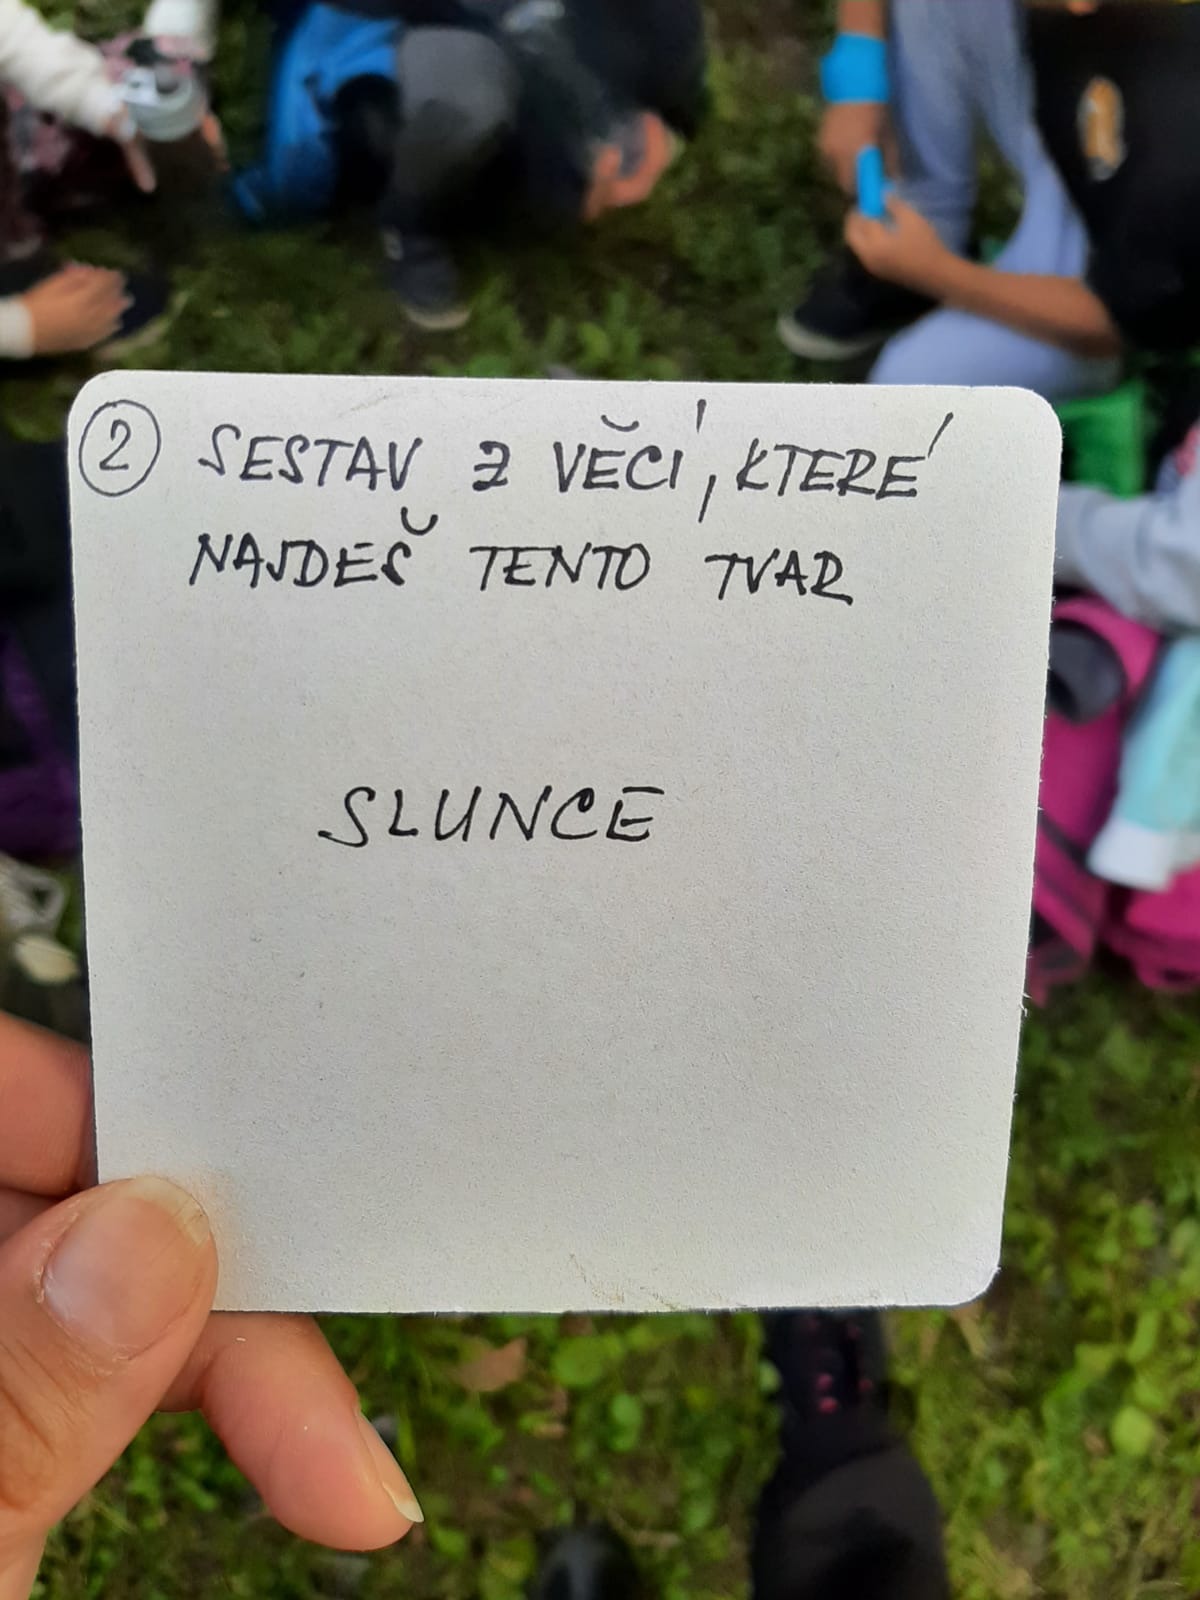 2 SESTAV Z VĚCÍ, KTERÉ
NAJDEŠ TENTO TVAR
SLUNCE